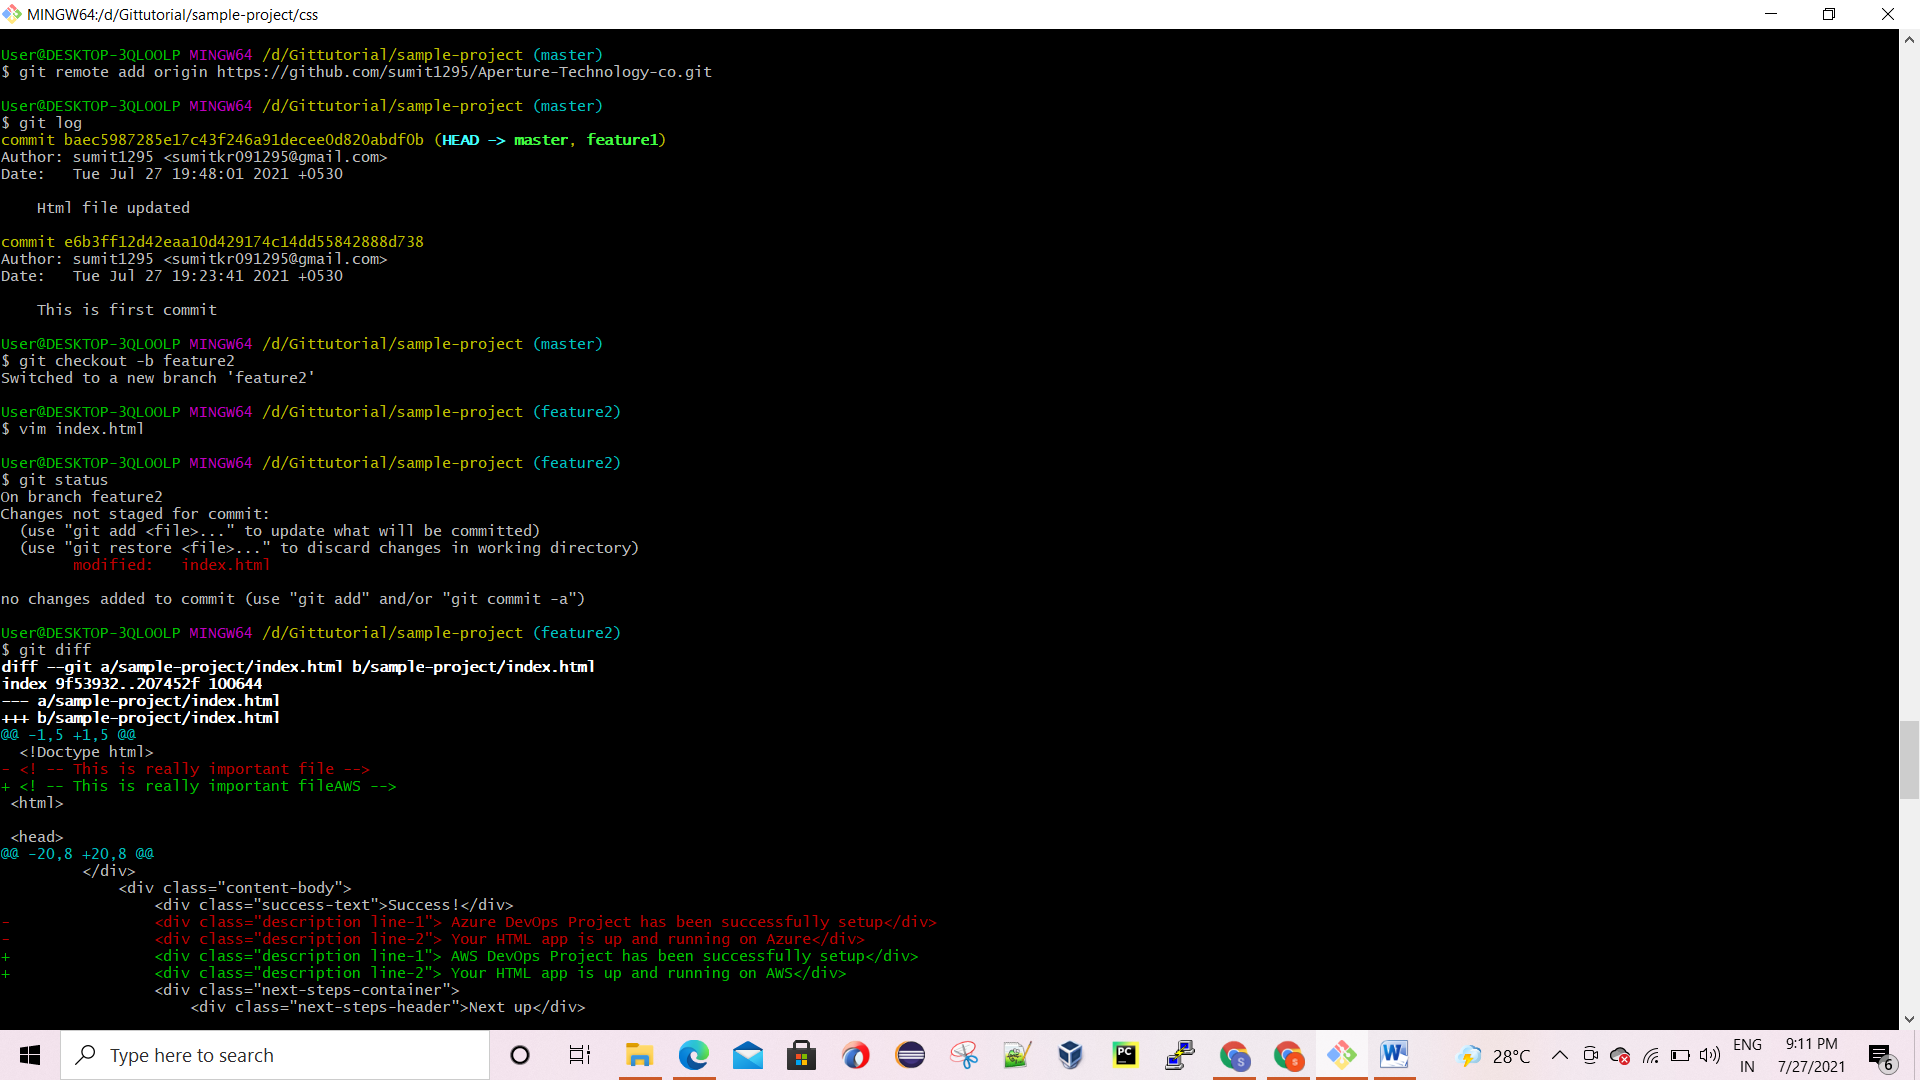 MINGW64:/d/Gittutorial/sample-project/css
User@DESKTOP-3QLOOLP MINGW64 /d/Gittutorial/sample-project (master)
$ git remote add origin https://github.com/sumit1295/Aperture-Technology-co.git
User@DESKTOP-3QLOOLP MINGW64 /d/Gittutorial/sample-project (master)
$ git log
commit baec5987285e17c43f246a91decee0d820abdf0b (HEAD -> master, feature1)
Author: sumit1295 <sumitkr091295@gmail.com>
Date:   Tue Jul 27 19:48:01 2021 +0530
    Html file updated
commit e6b3ff12d42eaa10d429174c14dd55842888d738
Author: sumit1295 <sumitkr091295@gmail.com>
Date:   Tue Jul 27 19:23:41 2021 +0530
    This is first commit
User@DESKTOP-3QLOOLP MINGW64 /d/Gittutorial/sample-project (master)
$ git checkout -b feature2
Switched to a new branch 'feature2'
User@DESKTOP-3QLOOLP MINGW64 /d/Gittutorial/sample-project (feature2)
$ vim index.html
User@DESKTOP-3QLOOLP MINGW64 /d/Gittutorial/sample-project (feature2)
$ git status
On branch feature2
Changes not staged for commit:
  (use "git add <file>..." to update what will be committed)
  (use "git restore <file>..." to discard changes in working directory)
        modified:   index.html
no changes added to commit (use "git add" and/or "git commit -a")
User@DESKTOP-3QLOOLP MINGW64 /d/Gittutorial/sample-project (feature2)
$ git diff
diff --git a/sample-project/index.html b/sample-project/index.html
index 9f53932..207452f 100644
--- a/sample-project/index.html
+++ b/sample-project/index.html
@@ -1,5 +1,5 @@
  <!Doctype html>
- <! -- This is really important file -->
+ <! -- This is really important fileAWS -->
 <html>
 <head>
@@ -20,8 +20,8 @@
         </div>
             <div class="content-body">
                 <div class="success-text">Success!</div>
-                <div class="description line-1"> Azure DevOps Project has been successfully setup</div>
-                <div class="description line-2"> Your HTML app is up and running on Azure</div>
+                <div class="description line-1"> AWS DevOps Project has been successfully setup</div>
+                <div class="description line-2"> Your HTML app is up and running on AWS</div>
                 <div class="next-steps-container">
                     <div class="next-steps-header">Next up</div>
Type here to search
PC
S
s
W
28°C
ENG
IN
9:11 PM
7/27/2021
6